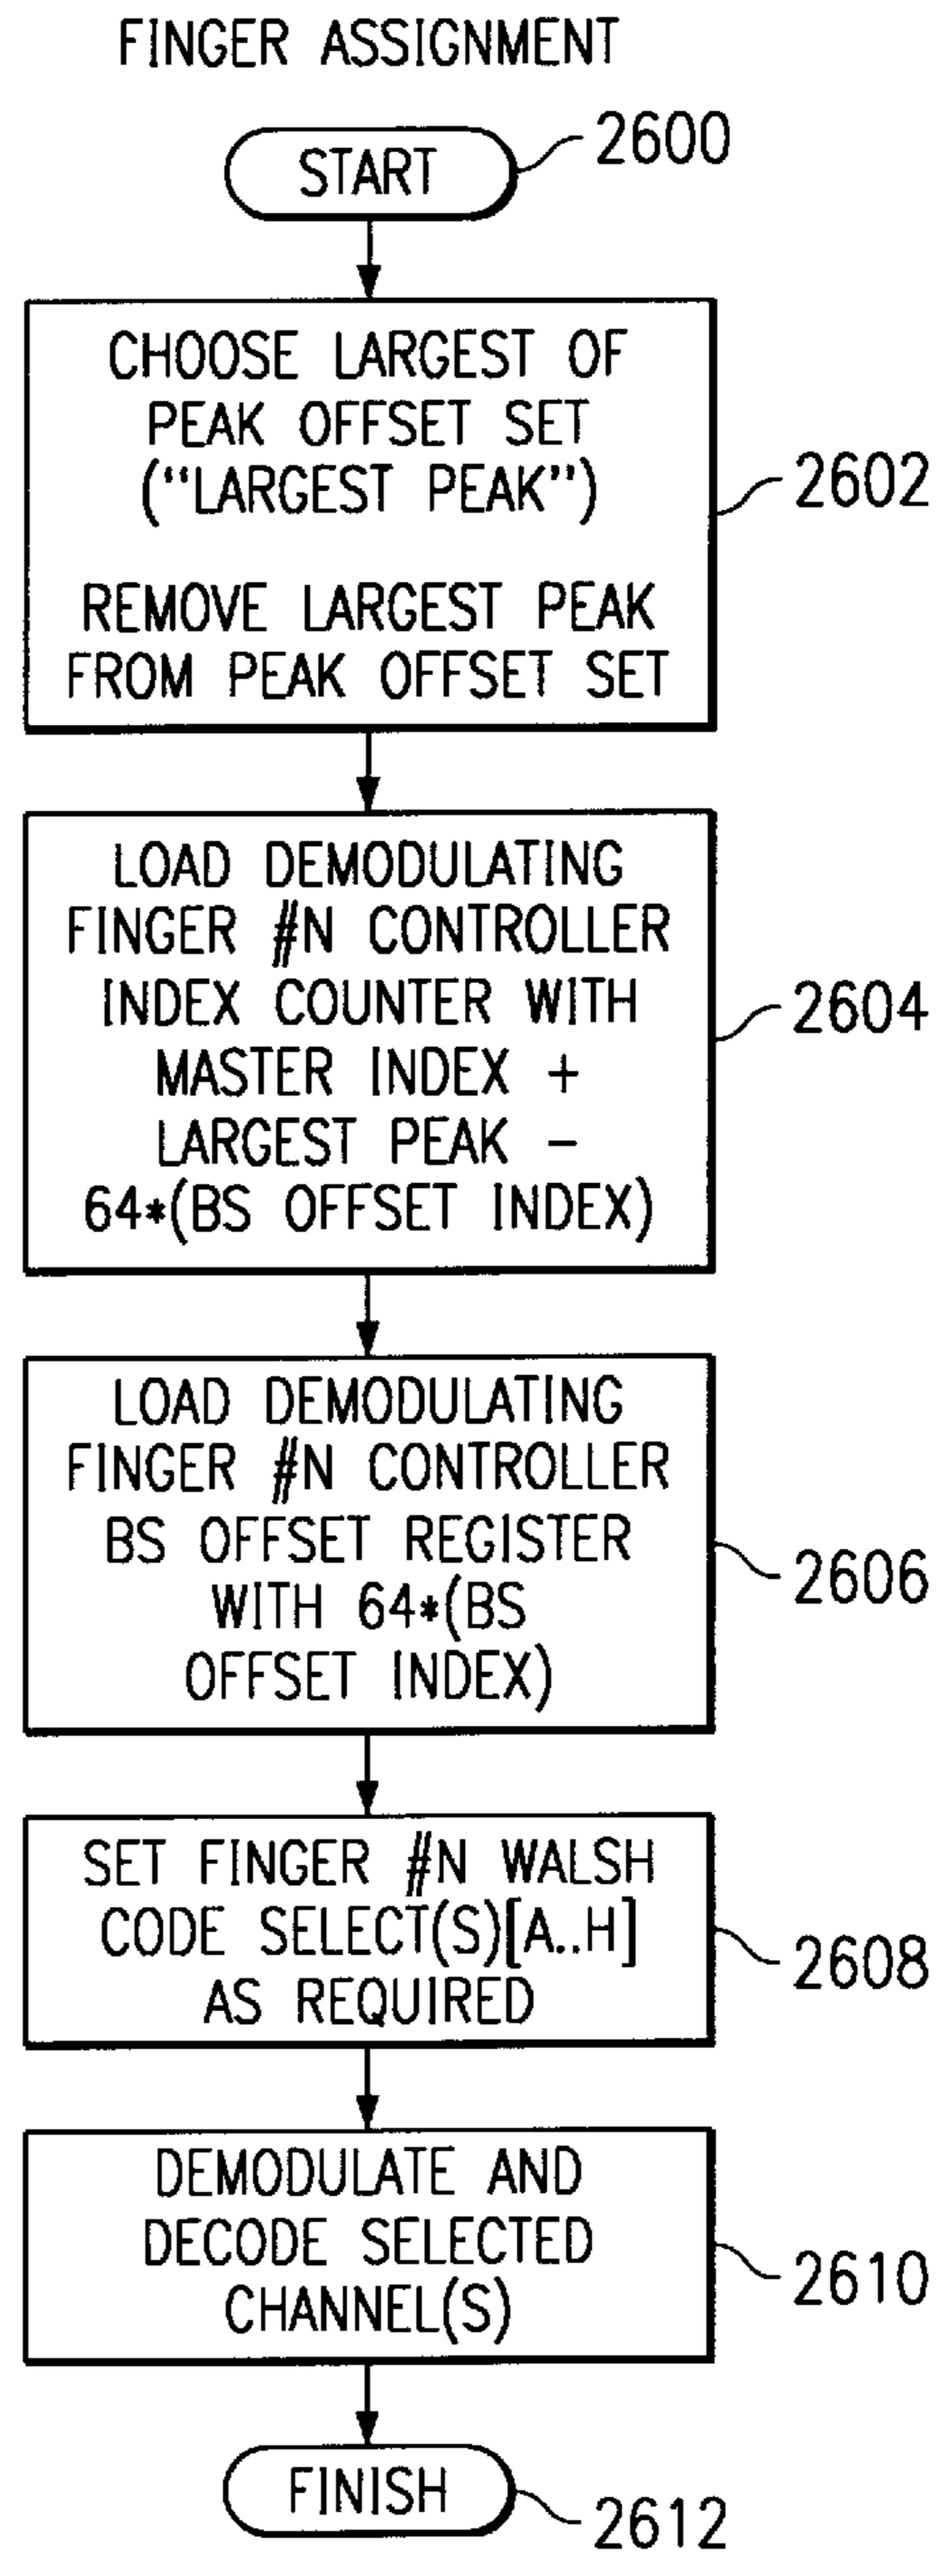 FINGER ASSIGNMENT
START
2600
CHOOSE LARGEST OF
PEAK OFFSET SET
("LARGEST PEAK")
REMOVE LARGEST PEAK
FROM PEAK OFFSET SET
2602
LOAD DEMODULATING
FINGER #N CONTROLLER
INDEX COUNTER WITH
MASTER INDEX +
LARGEST PEAK -
64*(BS OFFSET INDEX)
2604
LOAD DEMODULATING
FINGER #N CONTROLLER
BS OFFSET REGISTER
WITH 64*(BS
OFFSET INDEX)
2606
SET FINGER #N WALSH
CODE SELECT(S)[A..H]
AS REQUIRED
2608
DEMODULATE AND
DECODE SELECTED
CHANNEL(S)
2610
FINISH
2612